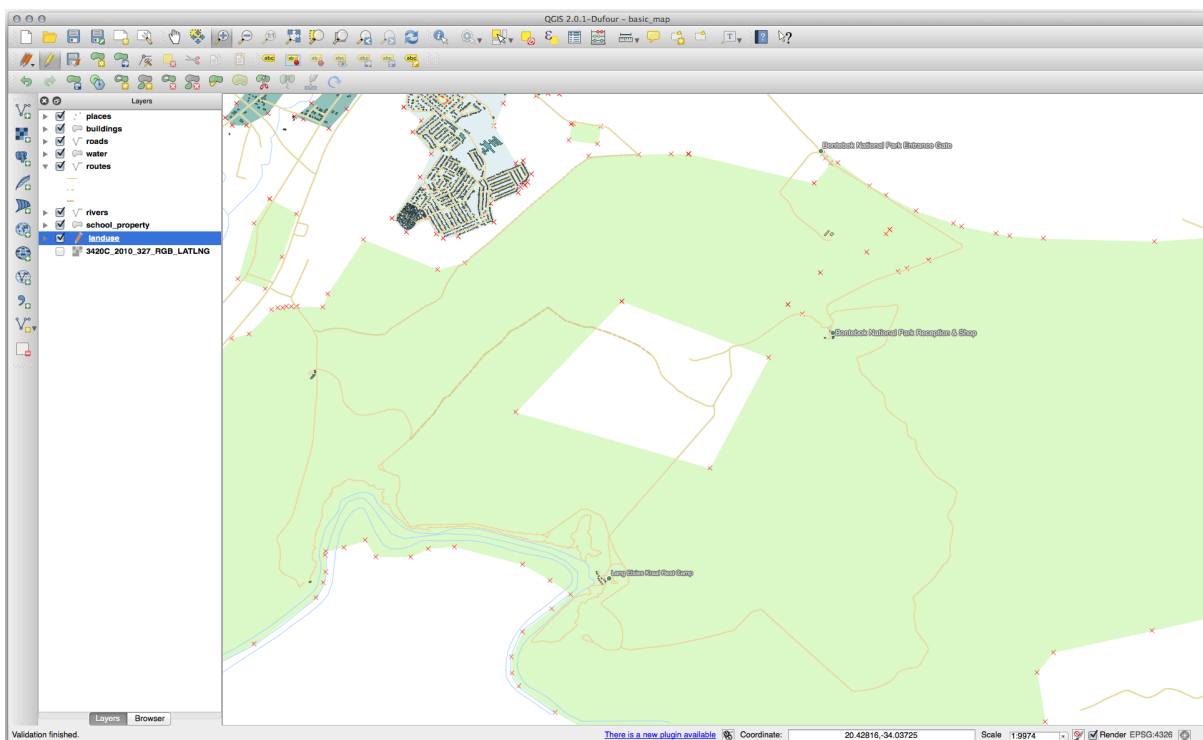 QGIS 2.0.1-Dufour - basic_map
Layers
places
buildings
roads
water
routes
rivers
school_property
landuse
3420C_2010_327_RGB_LATLNG
Bontebok National Park Entrance Gate
Bontebok National Park Reception & Shop
Lang Elsies Kraal Rest Camp
Layers Browser
Validation finished. There is a new plugin available Coordinate: 20.42816,-34.03725 Scale 1:9974 Render EPSG:4326